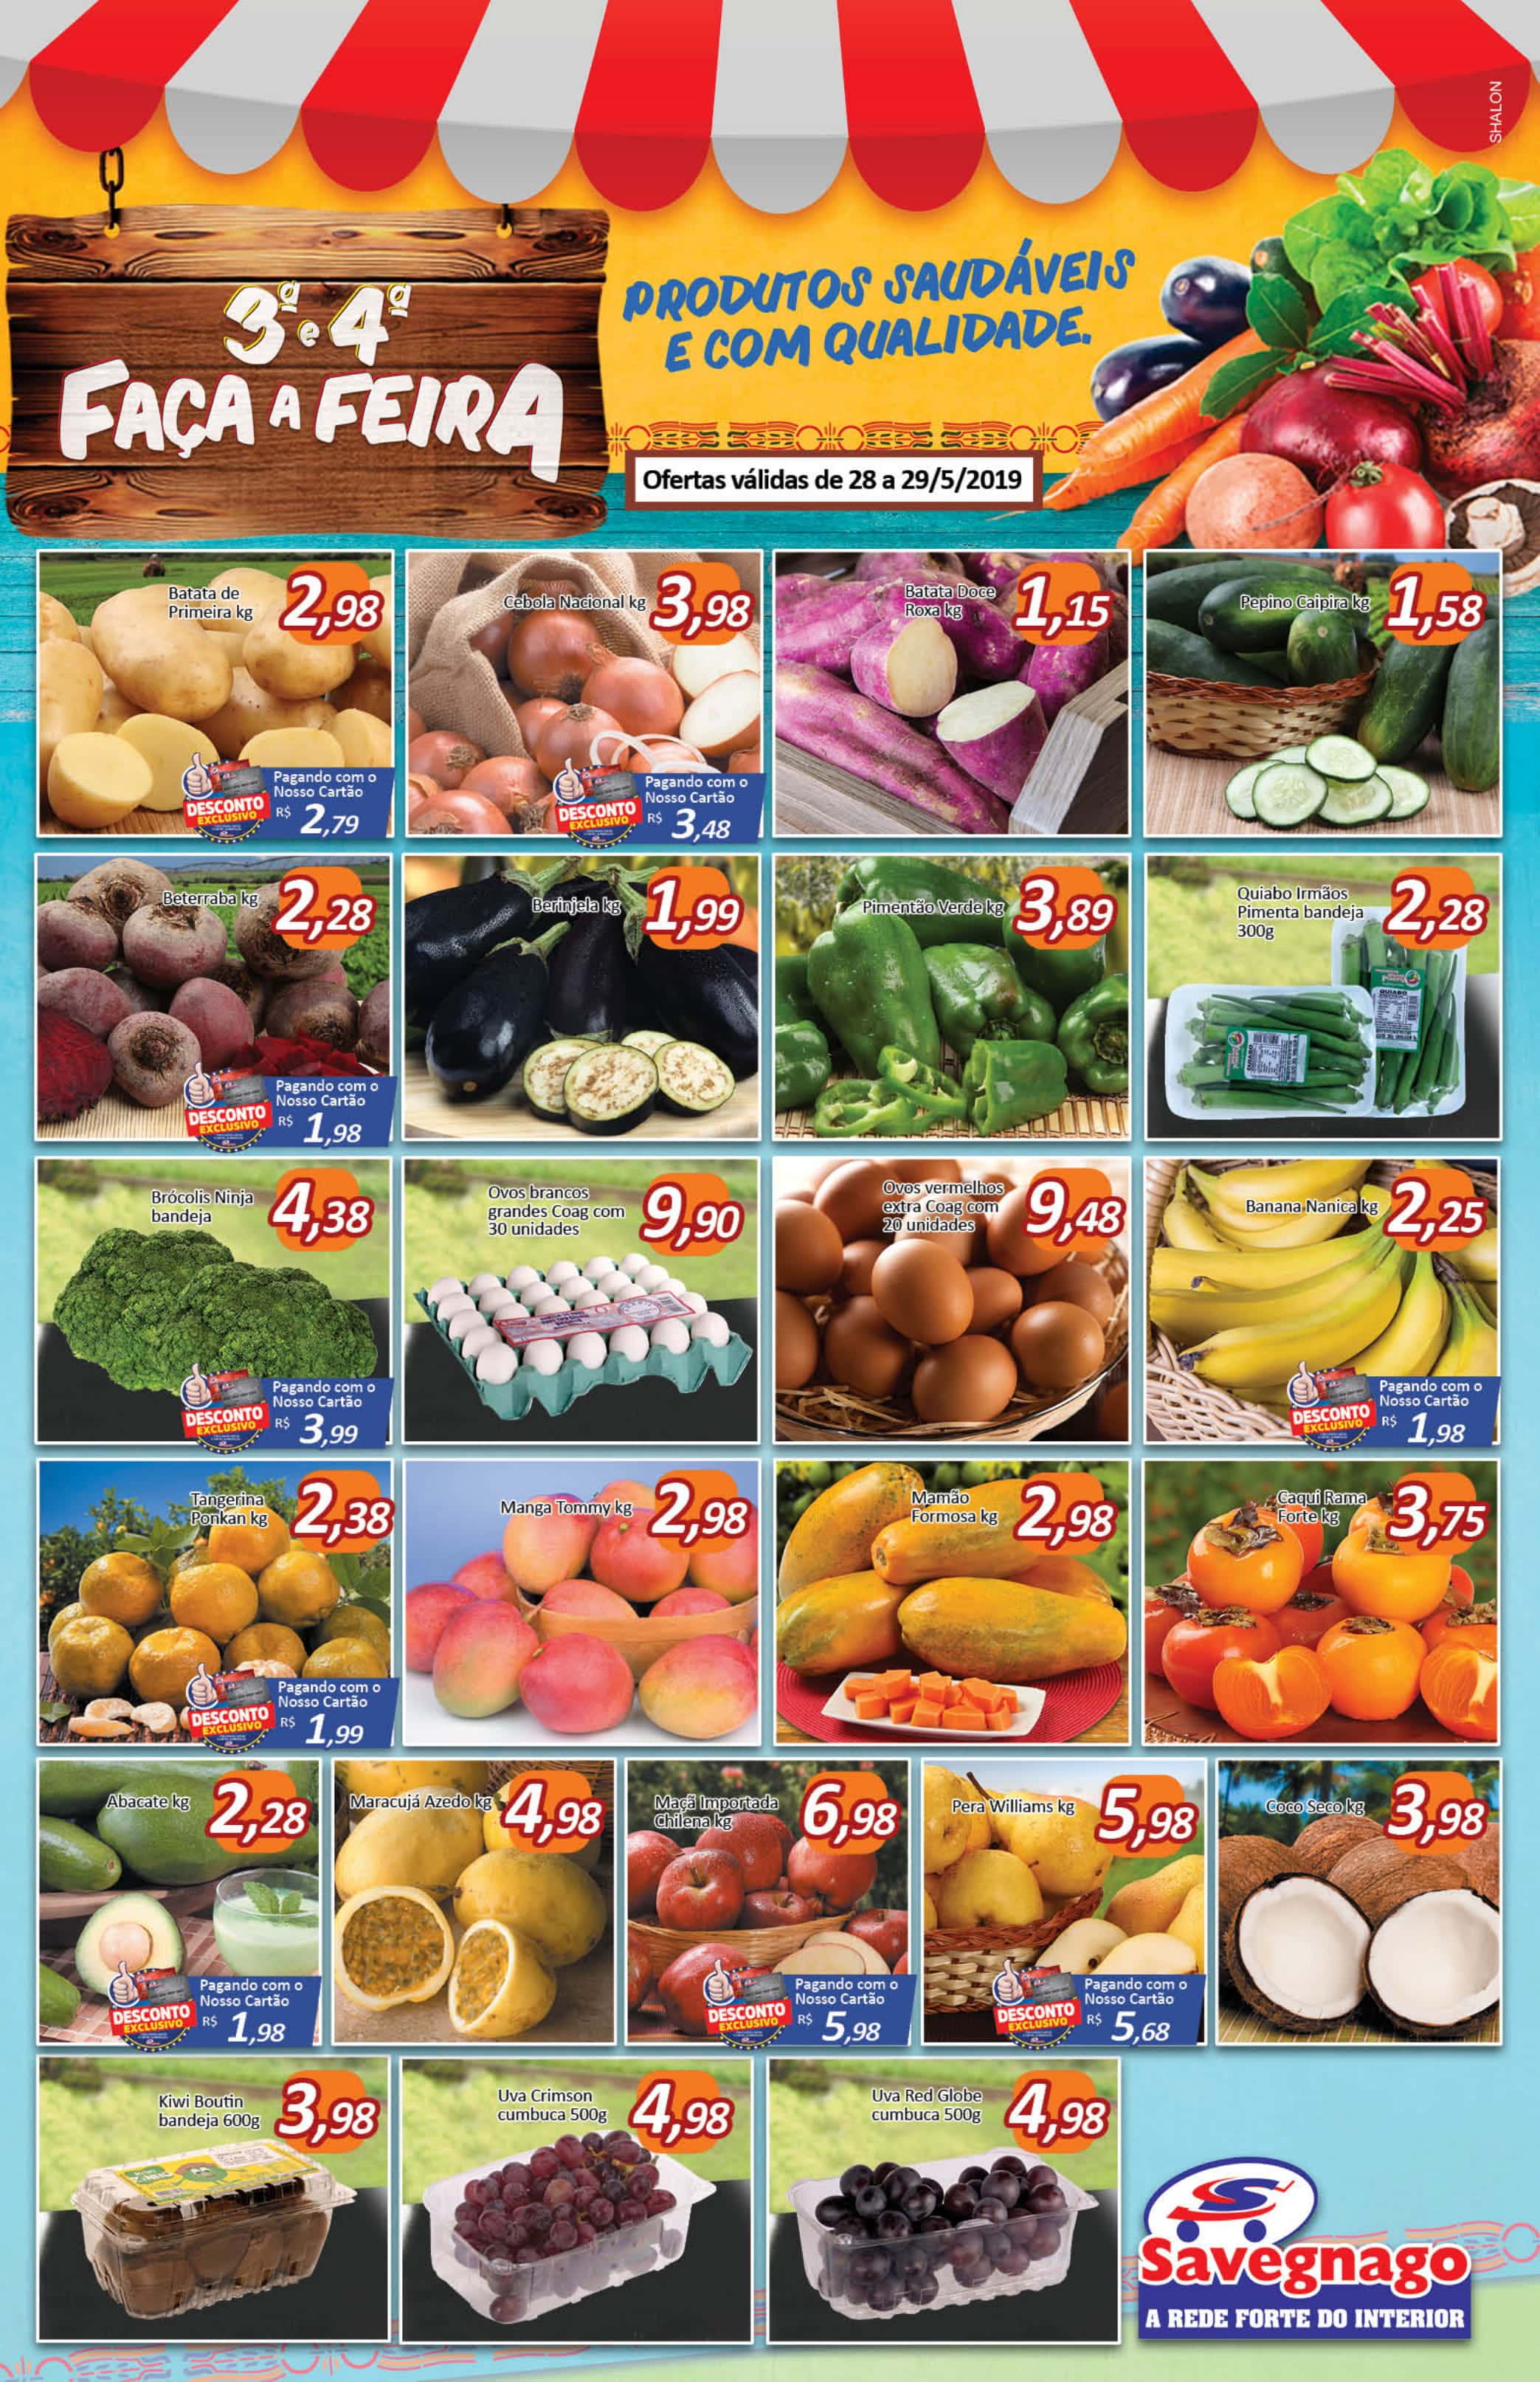 SHALON
3ª e 4ª
FAÇA A FEIRA
PRODUTOS SAUDÁVEIS
E COM QUALIDADE.
Ofertas válidas de 28 a 29/5/2019
Batata de
Primeira kg
2,98
DESCONTO
EXCLUSIVO
Pagando com o
Nosso Cartão
R$ 2,79
Cebola Nacional kg
3,98
DESCONTO
EXCLUSIVO
Pagando com o
Nosso Cartão
R$ 3,48
Batata Doce
Roxa kg
1,15
Pepino Caipira kg
1,58
Beterraba kg
2,28
DESCONTO
EXCLUSIVO
Pagando com o
Nosso Cartão
R$ 1,98
Berinjela kg
1,99
Pimentão Verde kg
3,89
Quiabo Irmãos
Pimenta bandeja
300g
2,28
QUIABO
Brócolis Ninja
bandeja
4,38
DESCONTO
EXCLUSIVO
Pagando com o
Nosso Cartão
R$ 3,99
Ovos brancos
grandes Coag com
30 unidades
9,90
Ovos vermelhos
extra Coag com
20 unidades
9,48
Banana Nanica kg
2,25
DESCONTO
EXCLUSIVO
Pagando com o
Nosso Cartão
R$ 1,98
Tangerina
Ponkan kg
2,38
DESCONTO
EXCLUSIVO
Pagando com o
Nosso Cartão
R$ 1,99
Manga Tommy kg
2,98
Mamão
Formosa kg
2,98
Caqui Rama
Forte kg
3,75
Abacate kg
2,28
DESCONTO
EXCLUSIVO
Pagando com o
Nosso Cartão
R$ 1,98
Maracujá Azedo kg
4,98
Maçã Importada
Chilena kg
6,98
DESCONTO
EXCLUSIVO
Pagando com o
Nosso Cartão
R$ 5,98
Pera Williams kg
5,98
DESCONTO
EXCLUSIVO
Pagando com o
Nosso Cartão
R$ 5,68
Coco Seco kg
3,98
Kiwi Boutin
bandeja 600g
3,98
Uva Crimson
cumbuca 500g
4,98
Uva Red Globe
cumbuca 500g
4,98
Savegnago
A REDE FORTE DO INTERIOR